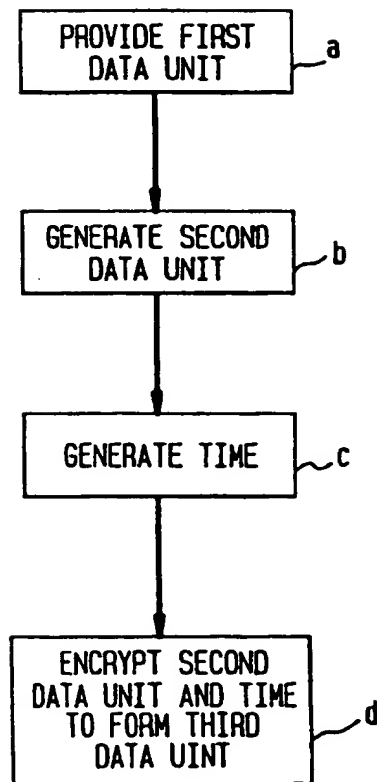 PROVIDE FIRST
DATA UNIT
a
GENERATE SECOND
DATA UNIT
b
GENERATE TIME
c
ENCRYPT SECOND
DATA UNIT AND TIME
TO FORM THIRD
DATA UINT
d